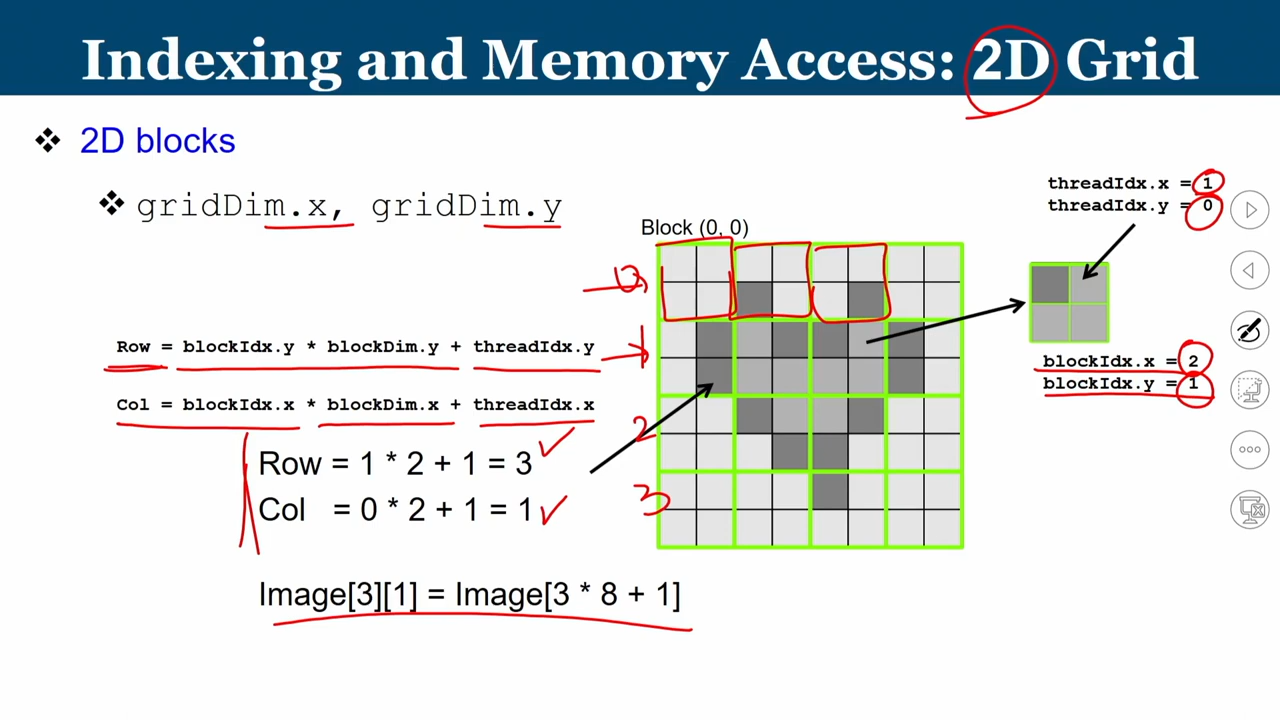 Indexing and Memory Access: 2D Grid
❖ 2D blocks
❖ gridDim.x, gridDim.y
threadIdx.x = 1
threadIdx.y = 0
Block (0, 0)
0
Row = blockIdx.y * blockDim.y + threadIdx.y
1
blockIdx.x = 2
blockIdx.y = 1
Col = blockIdx.x * blockDim.x + threadIdx.x
2
Row = 1 * 2 + 1 = 3
3
Col = 0 * 2 + 1 = 1
Image[3][1] = Image[3 * 8 + 1]